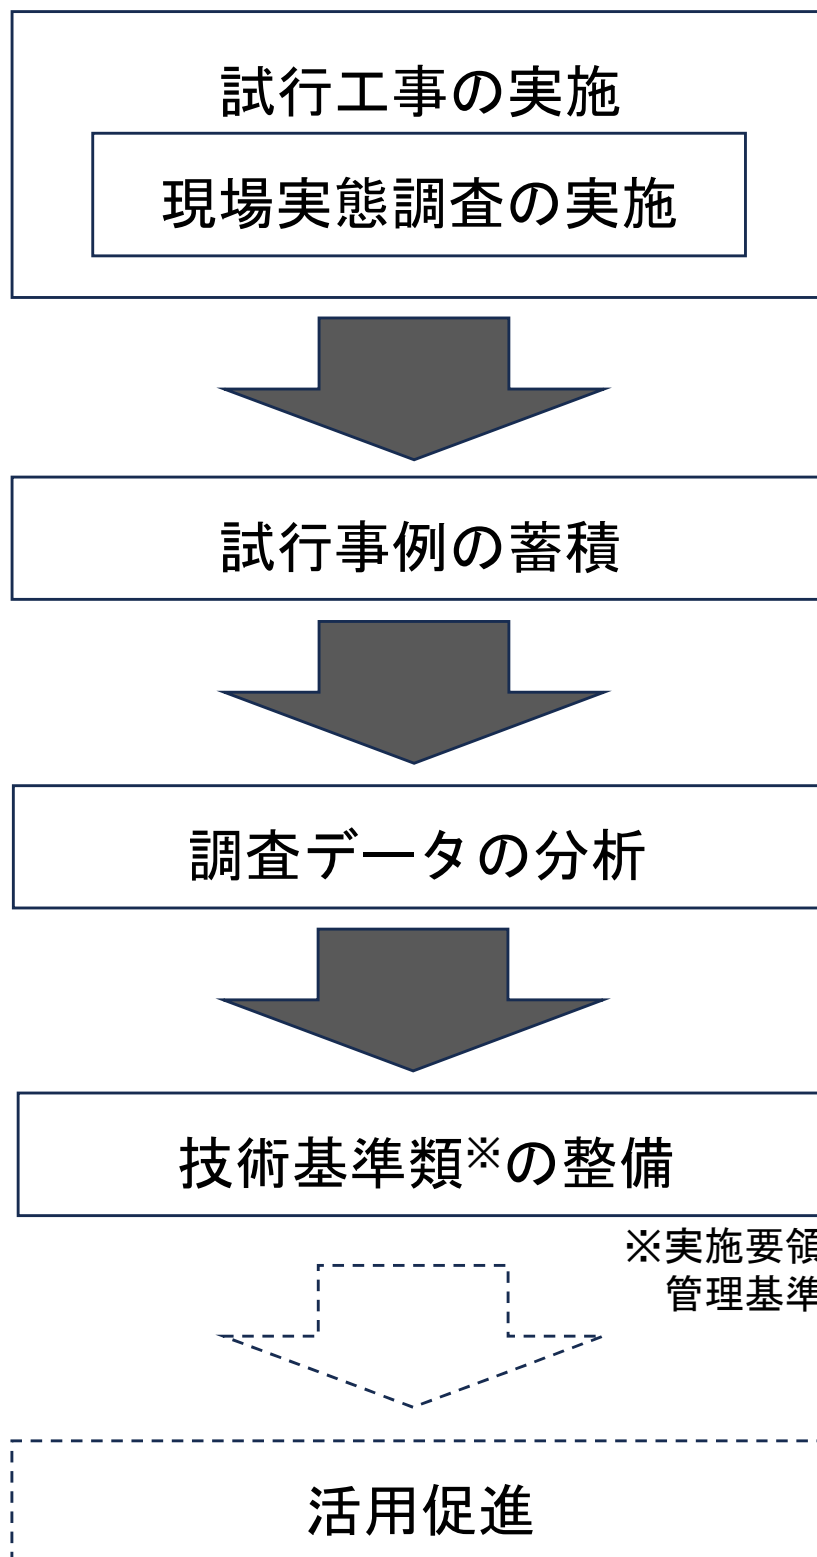 試行工事の実施
現場実態調査の実施
試行事例の蓄積
調査データの分析
技術基準類※の整備
※実施要領
管理基準
活用促進